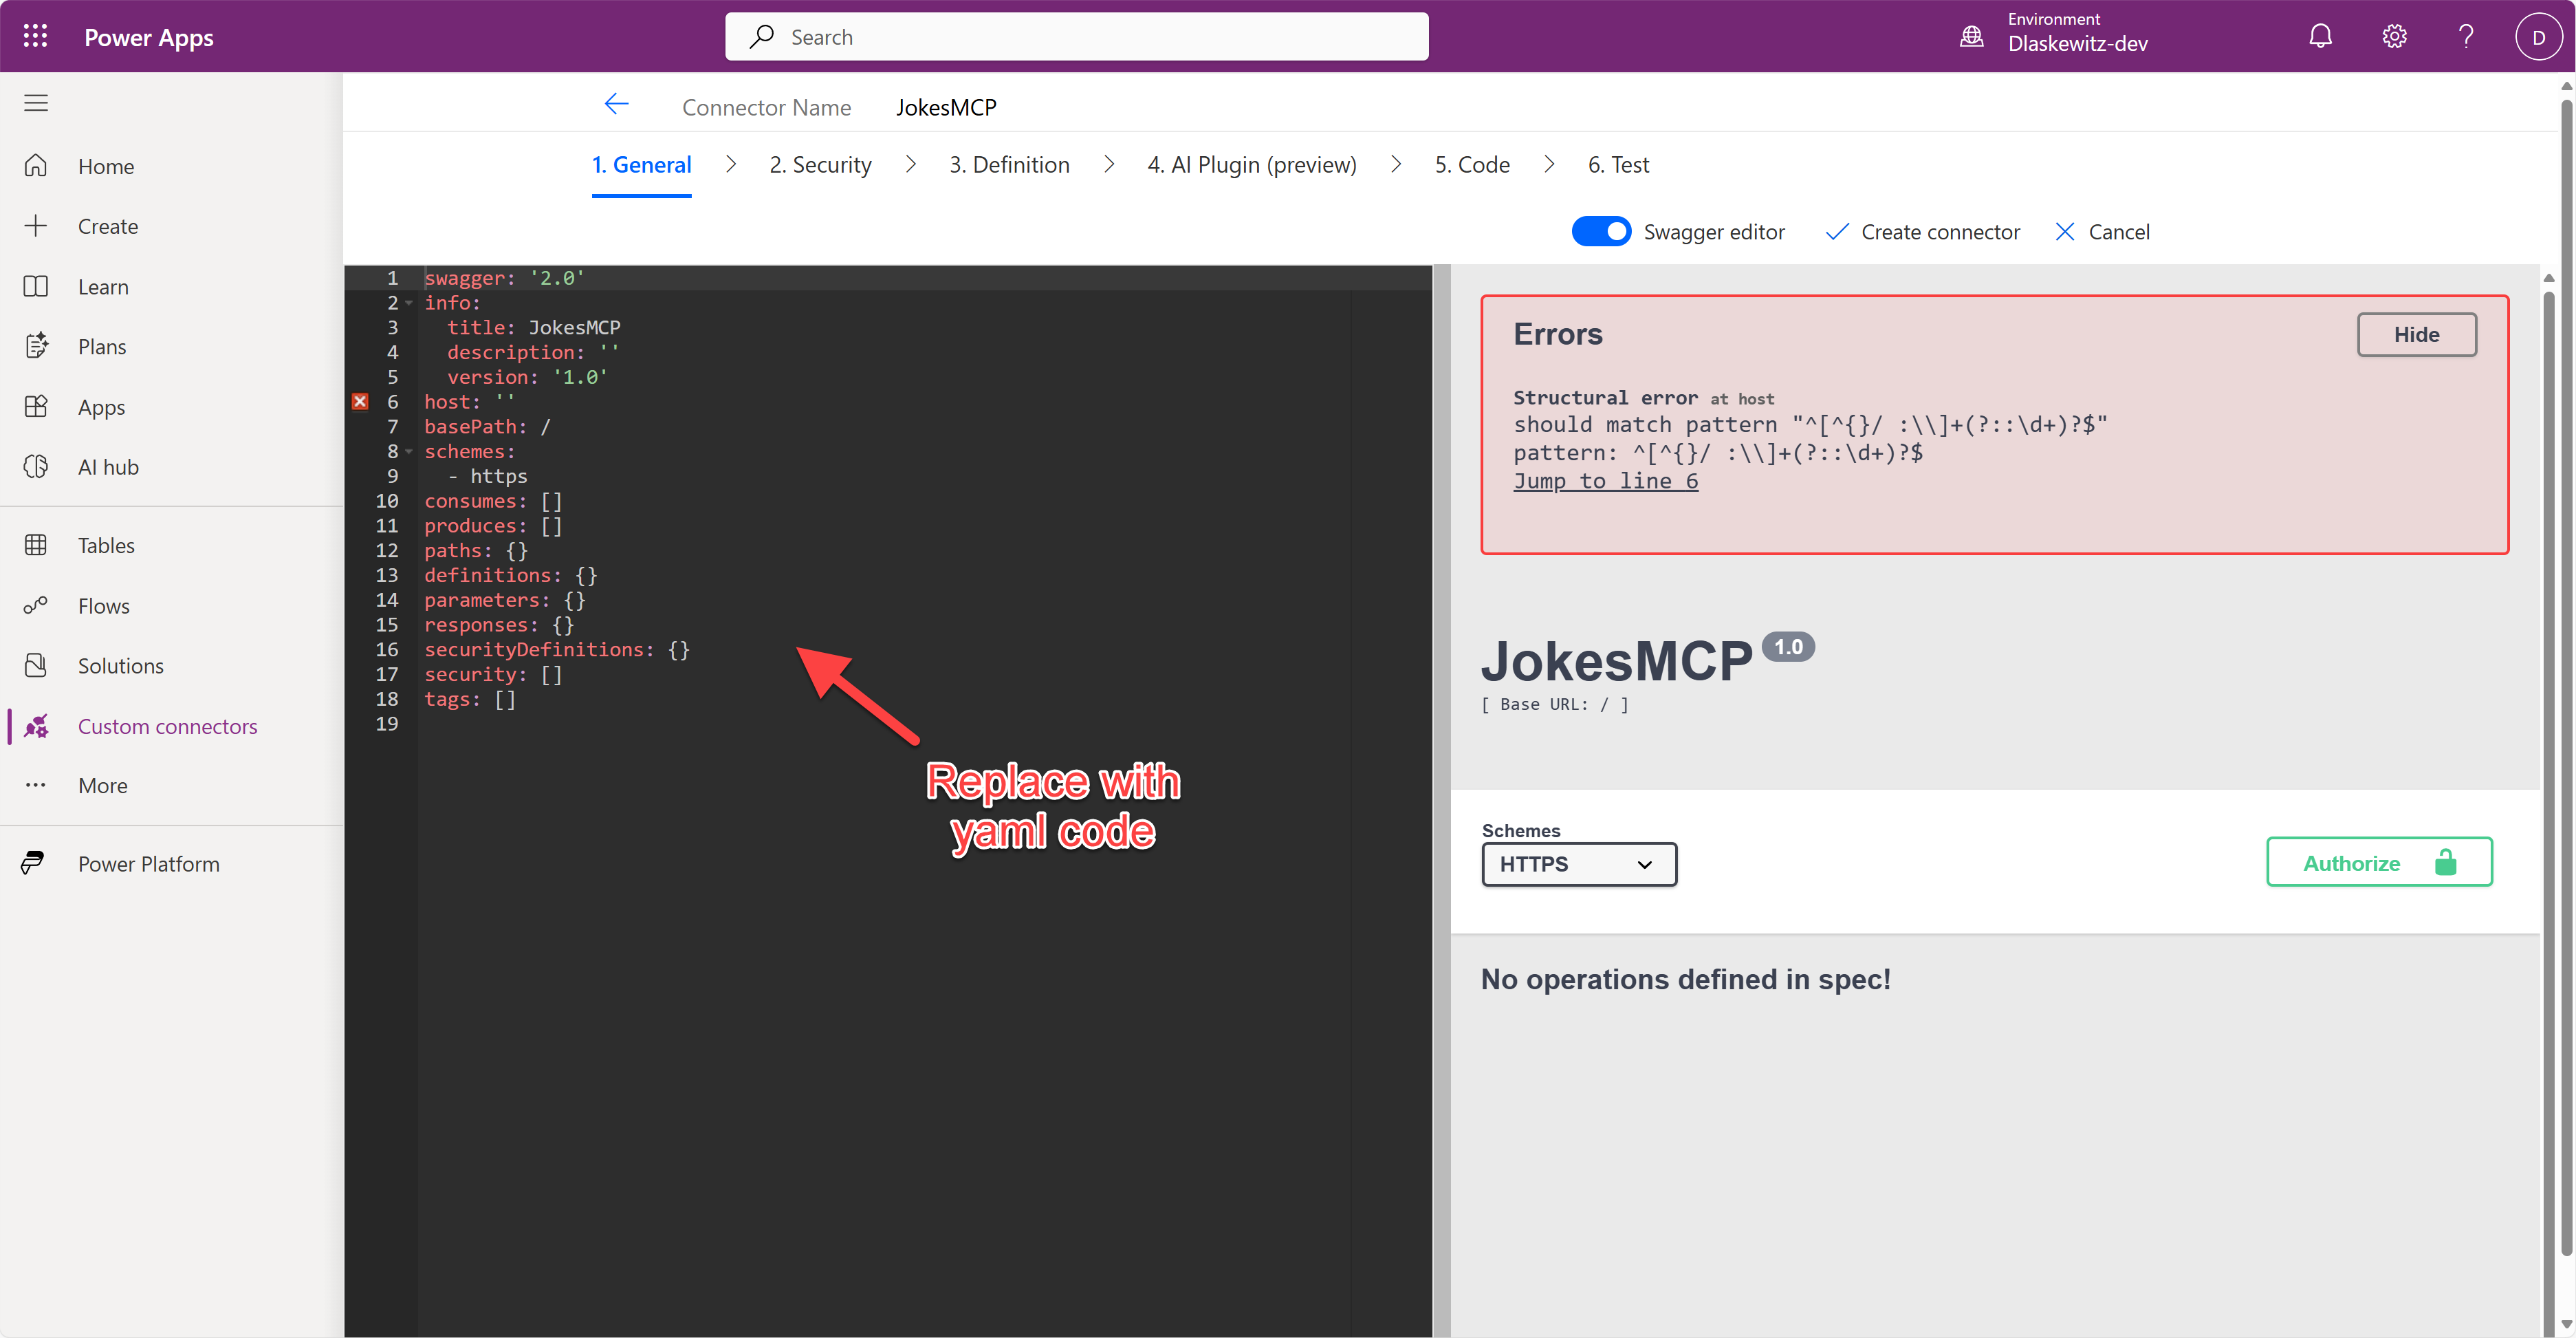 Power Apps
Search
Environment
Dlaskewitz-dev
D
Home
Create
Learn
Plans
Apps
AI hub
Tables
Flows
Solutions
Custom connectors
More
Power Platform
Connector Name JokesMCP
1. General 2. Security 3. Definition 4. AI Plugin (preview) 5. Code 6. Test
Swagger editor Create connector Cancel
1 swagger: '2.0'
2 info:
3   title: JokesMCP
4   description: ''
5   version: '1.0'
6 host: ''
7 basePath: /
8 schemes:
9   - https
10 consumes: []
11 produces: []
12 paths: {}
13 definitions: {}
14 parameters: {}
15 responses: {}
16 securityDefinitions: {}
17 security: []
18 tags: []
19
Replace with
yaml code
Errors
Hide
Structural error at host
should match pattern "^[^{}/ :\\]+(?::\d+)?$"
pattern: ^[^{}/ :\\]+(?::\d+)?$
Jump to line 6
JokesMCP 1.0
[ Base URL: / ]
Schemes
HTTPS
Authorize
No operations defined in spec!